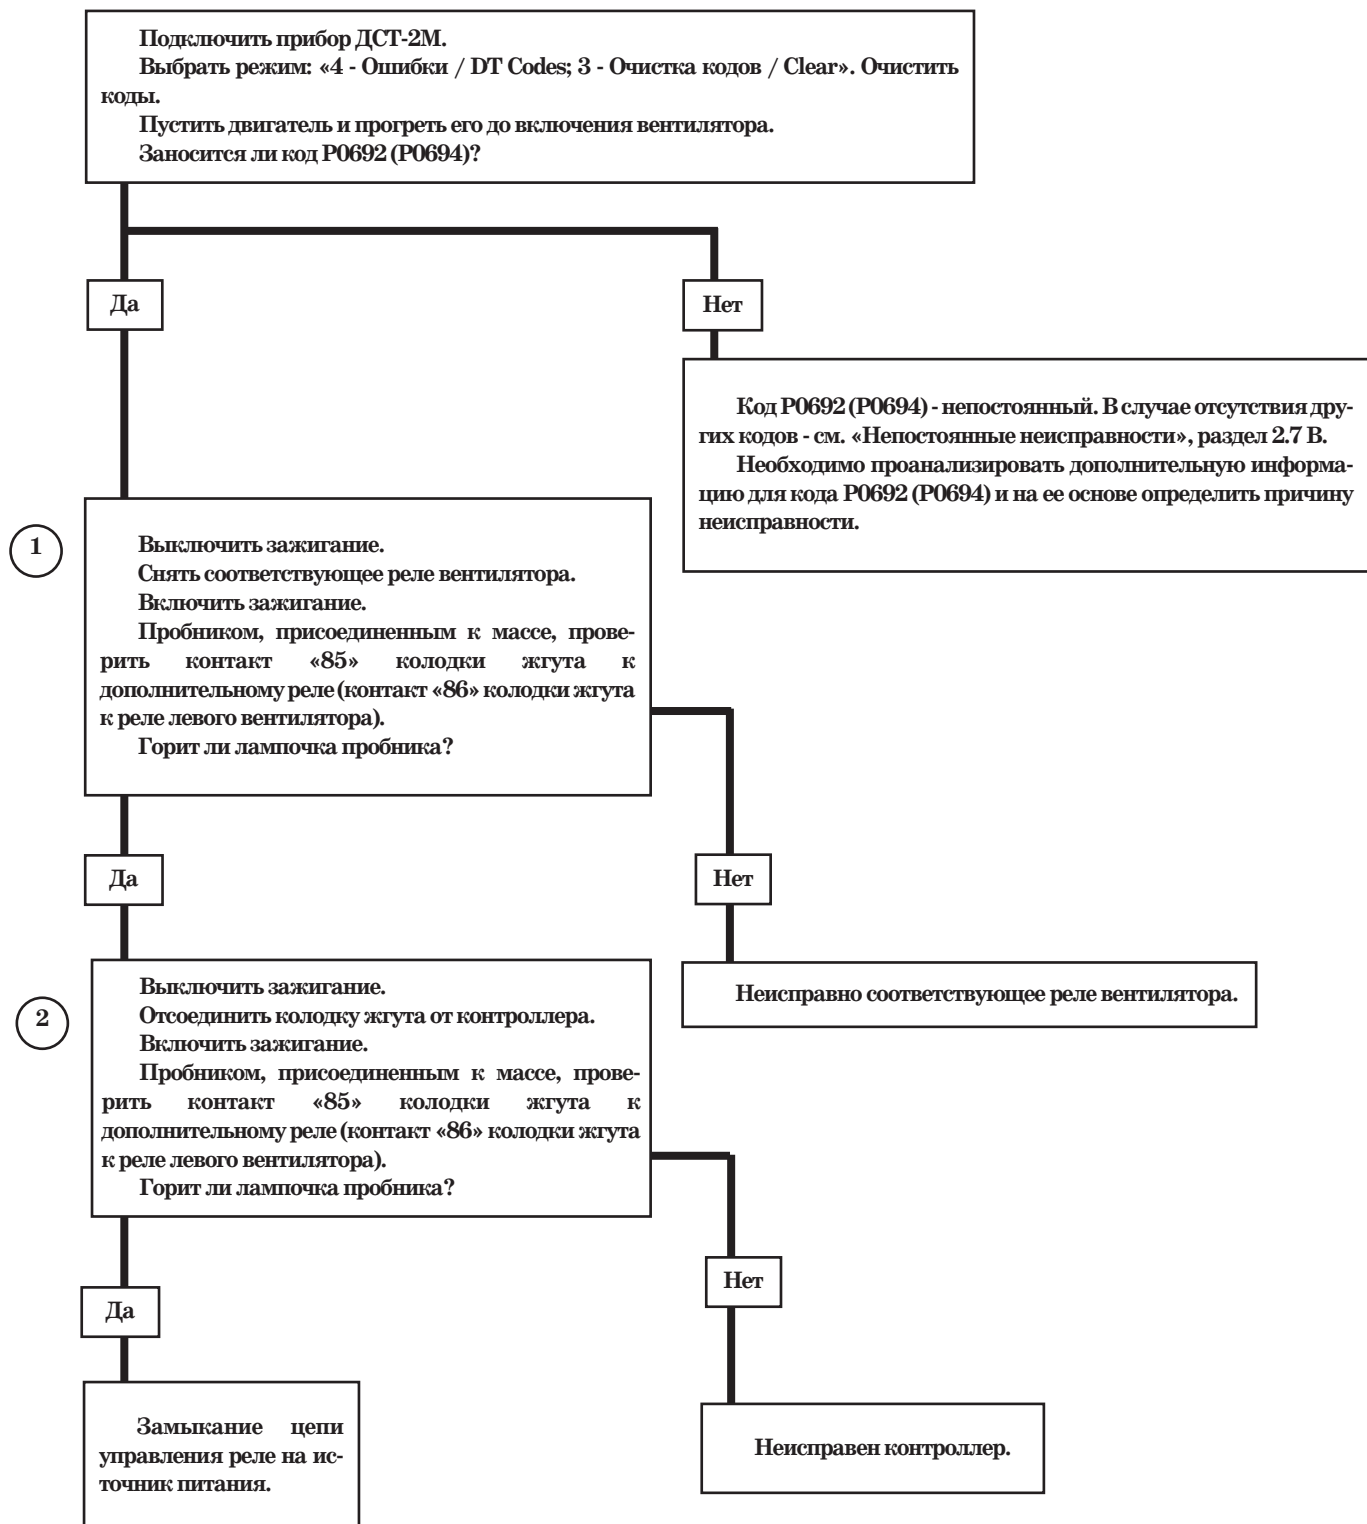 Подключить прибор ДСТ-2М.
Выбрать режим: «4 - Ошибки / DT Codes; 3 - Очистка кодов / Clear». Очистить
коды.
Пустить двигатель и прогреть его до включения вентилятора.
Заносится ли код Р0692 (Р0694)?
Да
Нет
Код Р0692 (Р0694) - непостоянный. В случае отсутствия дру-
гих кодов - см. «Непостоянные неисправности», раздел 2.7 В.
Необходимо проанализировать дополнительную информа-
цию для кода Р0692 (Р0694) и на ее основе определить причину
неисправности.
1
Выключить зажигание.
Снять соответствующее реле вентилятора.
Включить зажигание.
Пробником, присоединенным к массе, прове-
рить контакт «85» колодки жгута к
дополнительному реле (контакт «86» колодки жгута
к реле левого вентилятора).
Горит ли лампочка пробника?
Да
Нет
Неисправно соответствующее реле вентилятора.
2
Выключить зажигание.
Отсоединить колодку жгута от контроллера.
Включить зажигание.
Пробником, присоединенным к массе, прове-
рить контакт «85» колодки жгута к
дополнительному реле (контакт «86» колодки жгута
к реле левого вентилятора).
Горит ли лампочка пробника?
Да
Нет
Замыкание цепи
управления реле на ис-
точник питания.
Неисправен контроллер.